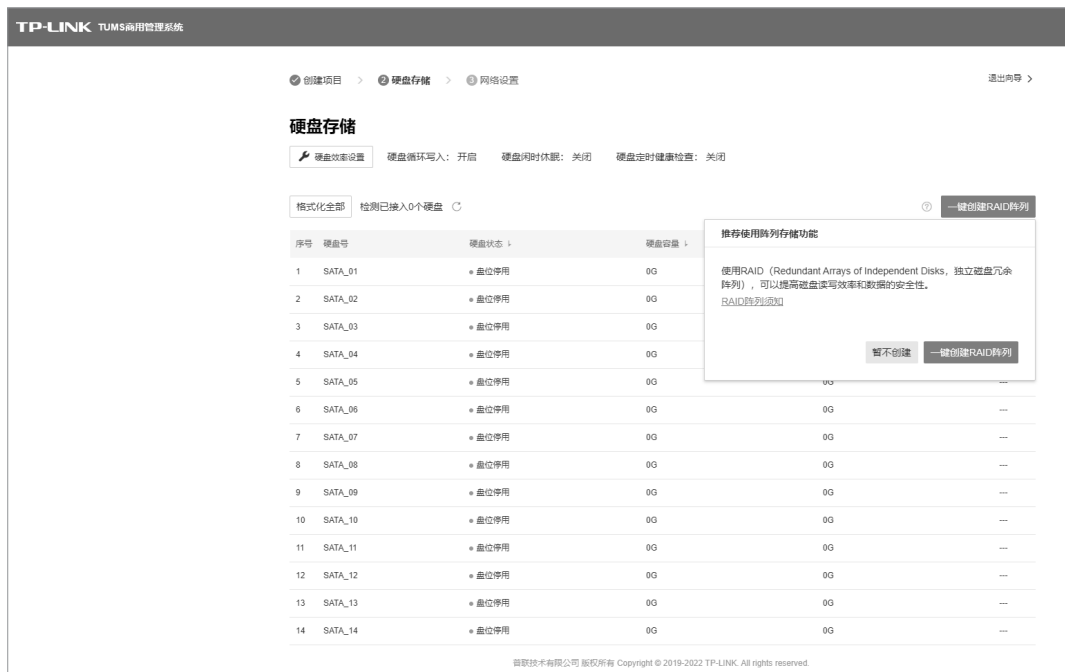 TP-LINK TUMS商用管理系统
创建项目 > 2 硬盘存储 > 3 网络设置 退出向导 >
硬盘存储
硬盘效率设置 硬盘循环写入： 开启 硬盘闲时休眠： 关闭 硬盘定时健康检查： 关闭
格式化全部 检测已接入0个硬盘 ? 一键创建RAID阵列
序号 硬盘号 硬盘状态 硬盘容量
推荐使用阵列存储功能
使用RAID（Redundant Arrays of Independent Disks，独立磁盘冗余
阵列），可以提高磁盘读写效率和数据的安全性。
RAID阵列须知
暂不创建 一键创建RAID阵列
1 SATA_01 盘位停用 0G
2 SATA_02 盘位停用 0G
3 SATA_03 盘位停用 0G
4 SATA_04 盘位停用 0G
5 SATA_05 盘位停用 0G 0G ---
6 SATA_06 盘位停用 0G 0G ---
7 SATA_07 盘位停用 0G 0G ---
8 SATA_08 盘位停用 0G 0G ---
9 SATA_09 盘位停用 0G 0G ---
10 SATA_10 盘位停用 0G 0G ---
11 SATA_11 盘位停用 0G 0G ---
12 SATA_12 盘位停用 0G 0G ---
13 SATA_13 盘位停用 0G 0G ---
14 SATA_14 盘位停用 0G 0G ---
普联技术有限公司 版权所有 Copyright © 2019-2022 TP-LINK. All rights reserved.